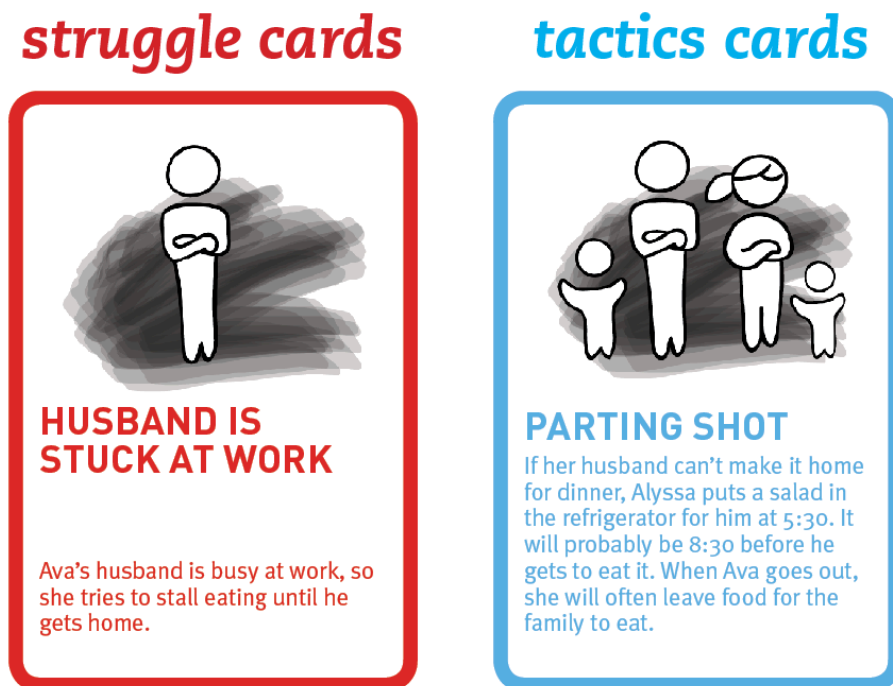 struggle cards
HUSBAND IS
STUCK AT WORK
Ava's husband is busy at work, so
she tries to stall eating until he
gets home.
tactics cards
PARTING SHOT
If her husband can't make it home
for dinner, Alyssa puts a salad in
the refrigerator for him at 5:30. It
will probably be 8:30 before he
gets to eat it. When Ava goes out,
she will often leave food for the
family to eat.